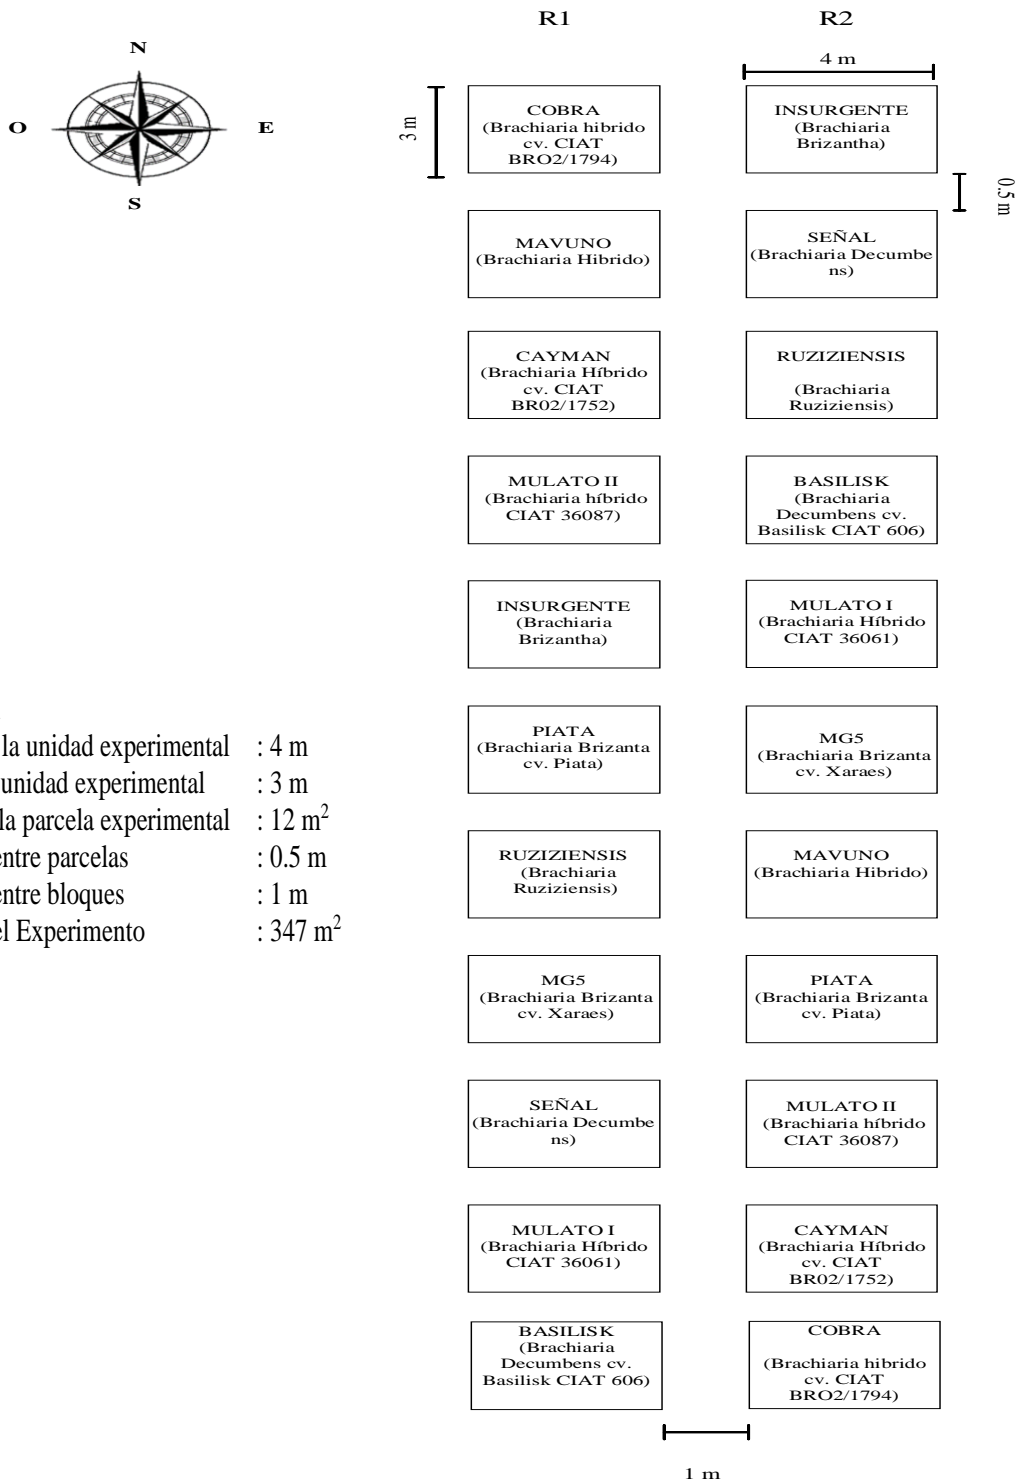 R1
R2
N
O
E
S
4 m
3 m
0.5 m
COBRA
(Brachiaria hibrido
cv. CIAT
BRO2/1794)
INSURGENTE
(Brachiaria
Brizantha)
MAVUNO
(Brachiaria Hibrido)
SEÑAL
(Brachiaria Decumbe
ns)
CAYMAN
(Brachiaria Híbrido
cv. CIAT
BR02/1752)
RUZIZIENSIS
(Brachiaria
Ruziziensis)
MULATO II
(Brachiaria híbrido
CIAT 36087)
BASILISK
(Brachiaria
Decumbens cv.
Basilisk CIAT 606)
INSURGENTE
(Brachiaria
Brizantha)
MULATO I
(Brachiaria Híbrido
CIAT 36061)
PIATA
(Brachiaria Brizanta
cv. Piata)
MG5
(Brachiaria Brizanta
cv. Xaraes)
RUZIZIENSIS
(Brachiaria
Ruziziensis)
MAVUNO
(Brachiaria Hibrido)
MG5
(Brachiaria Brizanta
cv. Xaraes)
PIATA
(Brachiaria Brizanta
cv. Piata)
SEÑAL
(Brachiaria Decumbe
ns)
MULATO II
(Brachiaria híbrido
CIAT 36087)
MULATO I
(Brachiaria Híbrido
CIAT 36061)
CAYMAN
(Brachiaria Híbrido
cv. CIAT
BR02/1752)
BASILISK
(Brachiaria
Decumbens cv.
Basilisk CIAT 606)
COBRA
(Brachiaria hibrido
cv. CIAT
BRO2/1794)
1 m
la unidad experimental : 4 m
unidad experimental : 3 m
la parcela experimental : 12 m²
entre parcelas : 0.5 m
entre bloques : 1 m
el Experimento : 347 m²